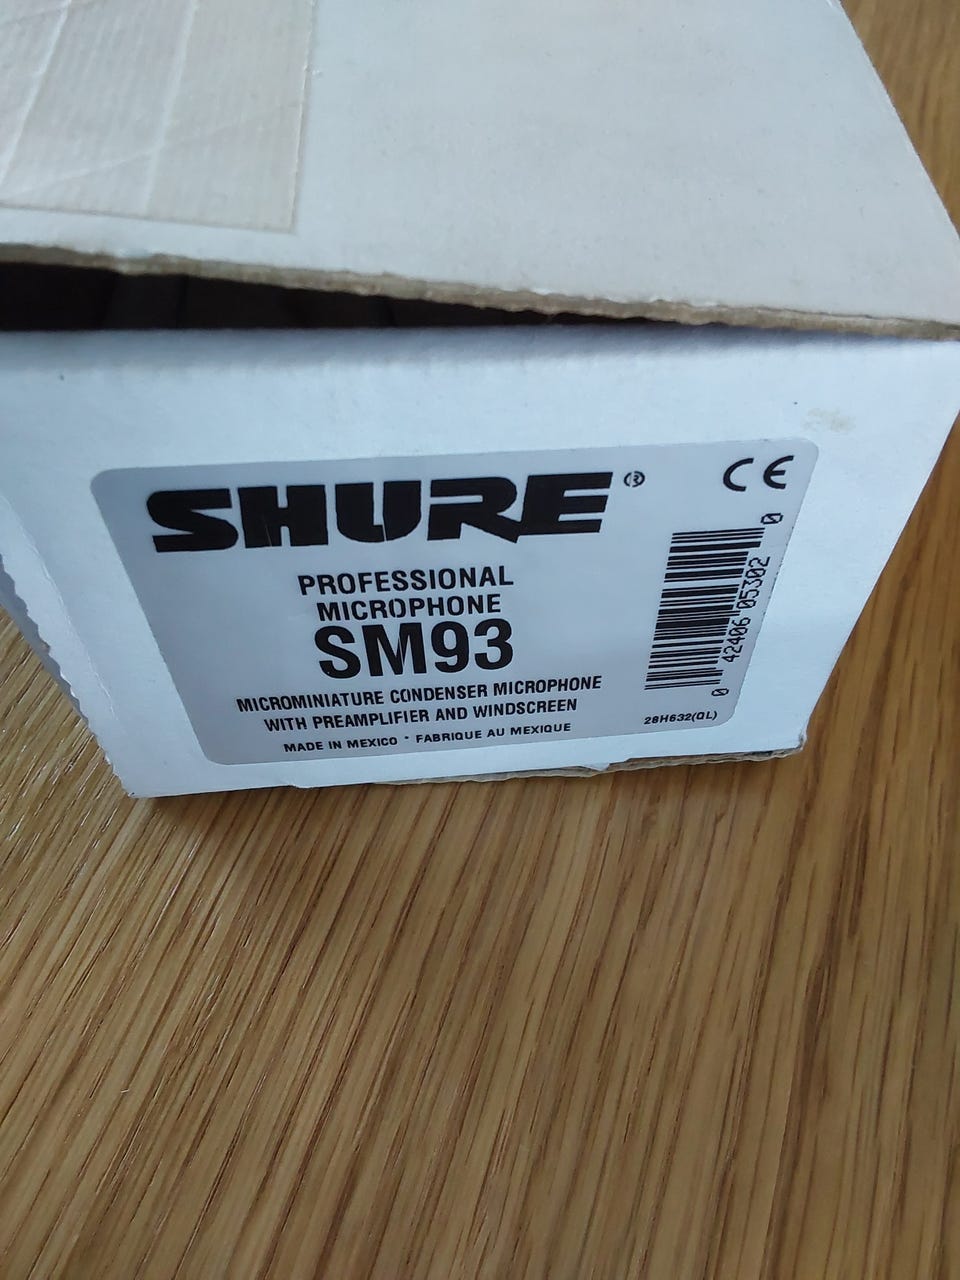 SHURE®
CE
PROFESSIONAL
MICROPHONE
SM93
MICROMINIATURE CONDENSER MICROPHONE
WITH PREAMPLIFIER AND WINDSCREEN
MADE IN MEXICO • FABRIQUE AU MEXIQUE
0 42406 05302 0
28H632(QL)